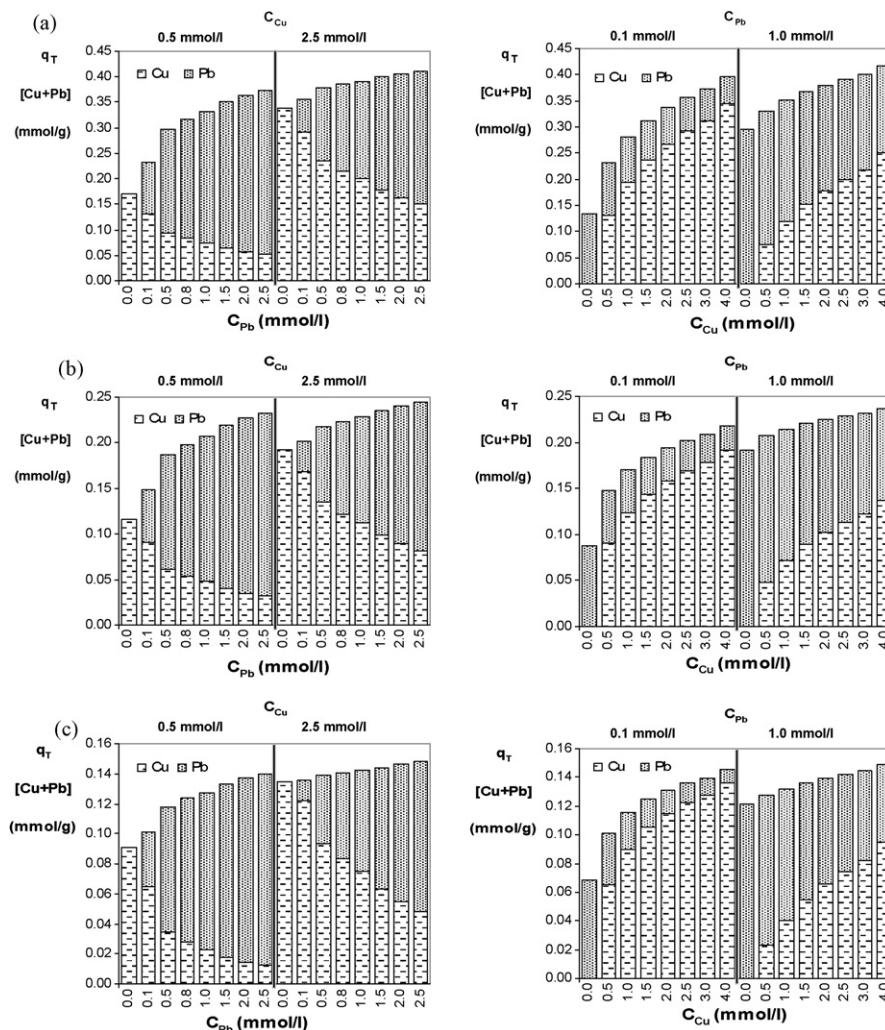 (a)
C_Cu
0.5 mmol/l 2.5 mmol/l
q_T
[Cu+Pb]
(mmol/g)
0.45
0.40
0.35
0.30
0.25
0.20
0.15
0.10
0.05
0.00
Cu Pb
0.0 0.1 0.5 0.8 1.0 1.5 2.0 2.5 0.0 0.1 0.5 0.8 1.0 1.5 2.0 2.5
C_Pb (mmol/l)
C_Pb
0.1 mmol/l 1.0 mmol/l
q_T
[Cu+Pb]
(mmol/g)
0.45
0.40
0.35
0.30
0.25
0.20
0.15
0.10
0.05
0.00
Cu Pb
0.0 0.5 1.0 1.5 2.0 2.5 3.0 4.0 0.0 0.5 1.0 1.5 2.0 2.5 3.0 4.0
C_Cu (mmol/l)
(b)
C_Cu
0.5 mmol/l 2.5 mmol/l
q_T
[Cu+Pb]
(mmol/g)
0.25
0.20
0.15
0.10
0.05
0.00
Cu Pb
0.0 0.1 0.5 0.8 1.0 1.5 2.0 2.5 0.0 0.1 0.5 0.8 1.0 1.5 2.0 2.5
C_Pb (mmol/l)
C_Pb
0.1 mmol/l 1.0 mmol/l
q_T
[Cu+Pb]
(mmol/g)
0.25
0.20
0.15
0.10
0.05
0.00
Cu Pb
0.0 0.5 1.0 1.5 2.0 2.5 3.0 4.0 0.0 0.5 1.0 1.5 2.0 2.5 3.0 4.0
C_Cu (mmol/l)
(c)
C_Cu
0.5 mmol/l 2.5 mmol/l
q_T
[Cu+Pb]
(mmol/g)
0.16
0.14
0.12
0.10
0.08
0.06
0.04
0.02
0.00
Cu Pb
0.0 0.1 0.5 0.8 1.0 1.5 2.0 2.5 0.0 0.1 0.5 0.8 1.0 1.5 2.0 2.5
C_Pb (mmol/l)
C_Pb
0.1 mmol/l 1.0 mmol/l
q_T
[Cu+Pb]
(mmol/g)
0.16
0.14
0.12
0.10
0.08
0.06
0.04
0.02
0.00
Cu Pb
0.0 0.5 1.0 1.5 2.0 2.5 3.0 4.0 0.0 0.5 1.0 1.5 2.0 2.5 3.0 4.0
C_Cu (mmol/l)